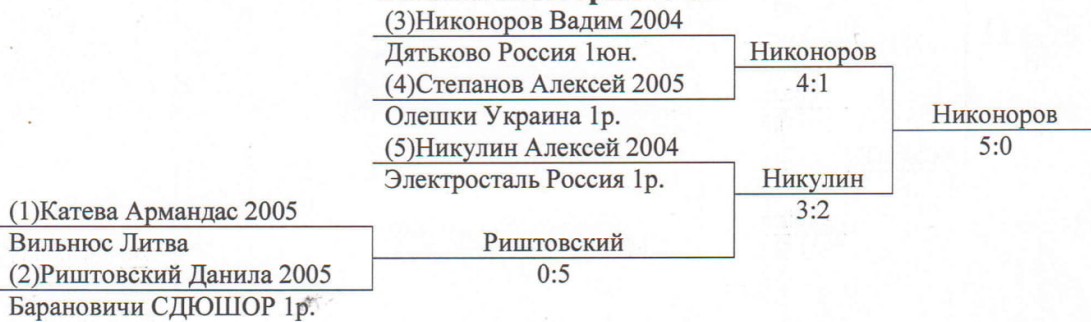 (3)Никоноров Вадим 2004
Дятьково Россия 1юн.
Никоноров
(4)Степанов Алексей 2005
4:1
Олешки Украина 1р.
Никоноров
(5)Никулин Алексей 2004
5:0
Электросталь Россия 1р.
Никулин
3:2
(1)Катева Армандас 2005
Вильнюс Литва
Риштовский
(2)Риштовский Данила 2005
0:5
Барановичи СДЮШОР 1р.